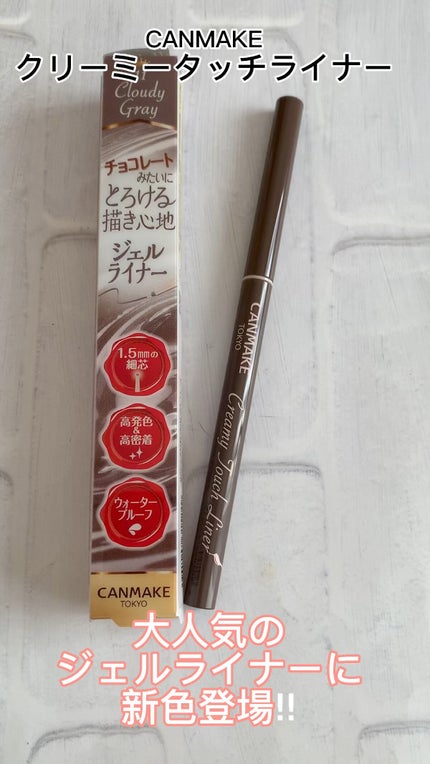 CANMAKE
クリーミータッチライナー
Cloudy
Gray
チョコレート
みたいに
とろける
描き心地
ジェル
ライナー
1.5mmの
細芯
高発色
&
高密着
ウォーター
プルーフ
CANMAKE
TOKYO
CANMAKE
TOKYO
Creamy Touch Liner
大人気の
ジェルライナーに
新色登場!!